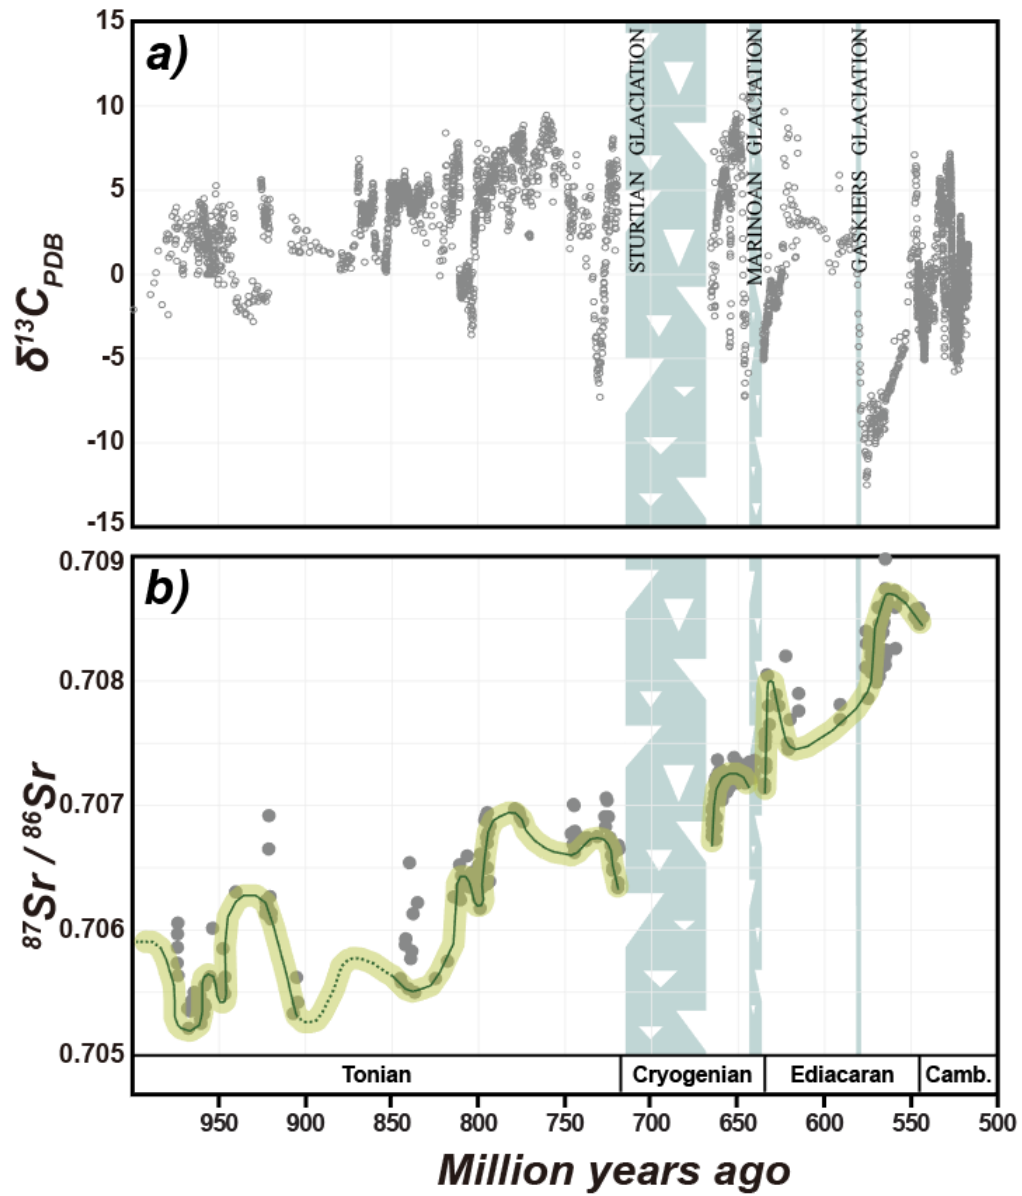 a)
15
10
5
0
-5
-10
-15
δ13C PDB
STURTIAN GLACIATION
MARINOAN GLACIATION
GASKIERS GLACIATION
b)
0.709
0.708
0.707
0.706
0.705
87Sr / 86Sr
Tonian Cryogenian Ediacaran Camb.
950 900 850 800 750 700 650 600 550 500
Million years ago